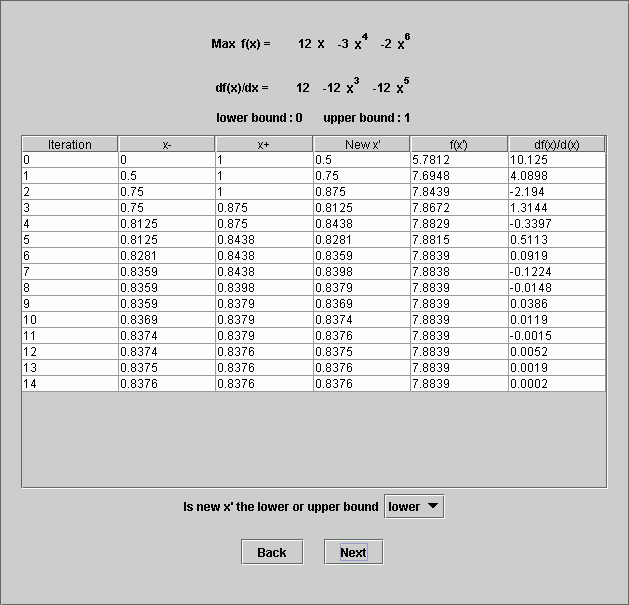 Max f(x) = 12 x -3 x^4 -2 x^6
df(x)/dx = 12 -12 x^3 -12 x^5
lower bound : 0 upper bound : 1
Iteration x- x+ New x' f(x') df(x)/d(x)
0 0 1 0.5 5.7812 10.125
1 0.5 1 0.75 7.6948 4.0898
2 0.75 1 0.875 7.8439 -2.194
3 0.75 0.875 0.8125 7.8672 1.3144
4 0.8125 0.875 0.8438 7.8829 -0.3397
5 0.8125 0.8438 0.8281 7.8815 0.5113
6 0.8281 0.8438 0.8359 7.8839 0.0919
7 0.8359 0.8438 0.8398 7.8838 -0.1224
8 0.8359 0.8398 0.8379 7.8839 -0.0148
9 0.8359 0.8379 0.8369 7.8839 0.0386
10 0.8369 0.8379 0.8374 7.8839 0.0119
11 0.8374 0.8379 0.8376 7.8839 -0.0015
12 0.8374 0.8376 0.8375 7.8839 0.0052
13 0.8375 0.8376 0.8376 7.8839 0.0019
14 0.8376 0.8376 0.8376 7.8839 0.0002
Is new x' the lower or upper bound lower
Back Next